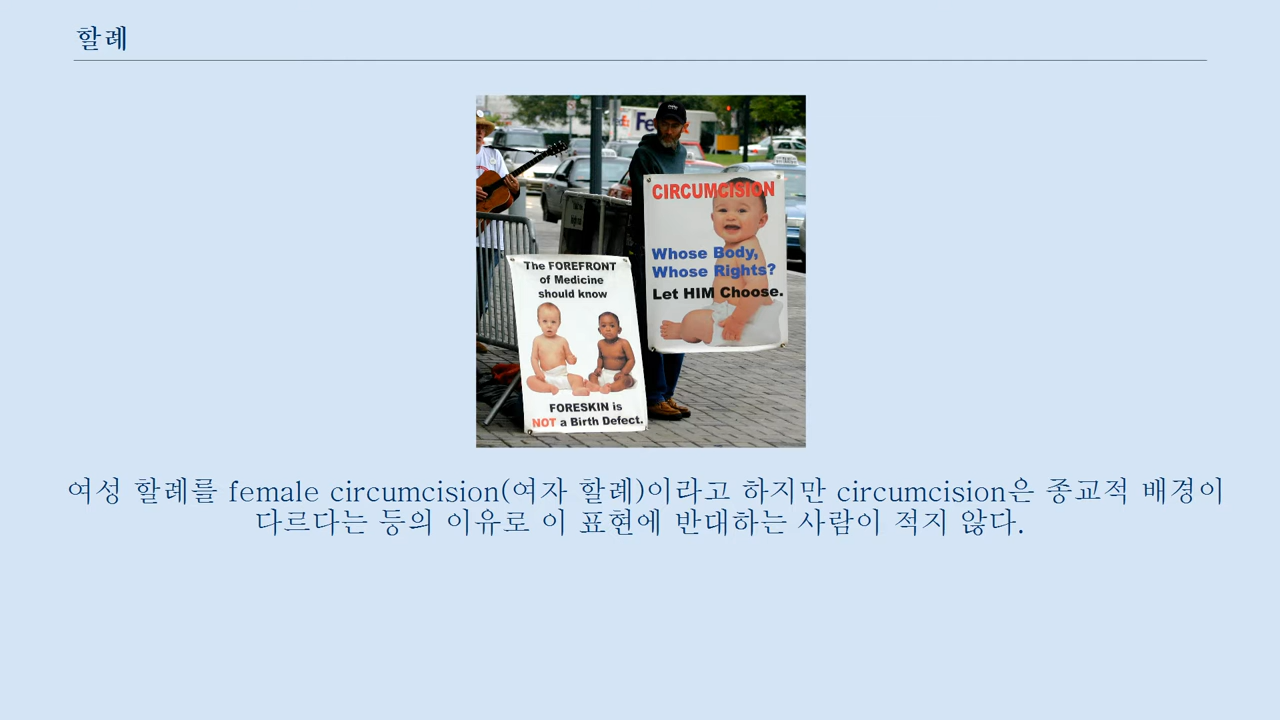 할례
Fe
CIRCUMCISION
Whose Body,
Whose Rights?
Let HIM Choose.
The FOREFRONT
of Medicine
should know
FORESKIN is
NOT a Birth Defect.
여성 할례를 female circumcision(여자 할례)이라고 하지만 circumcision은 종교적 배경이
다르다는 등의 이유로 이 표현에 반대하는 사람이 적지 않다.